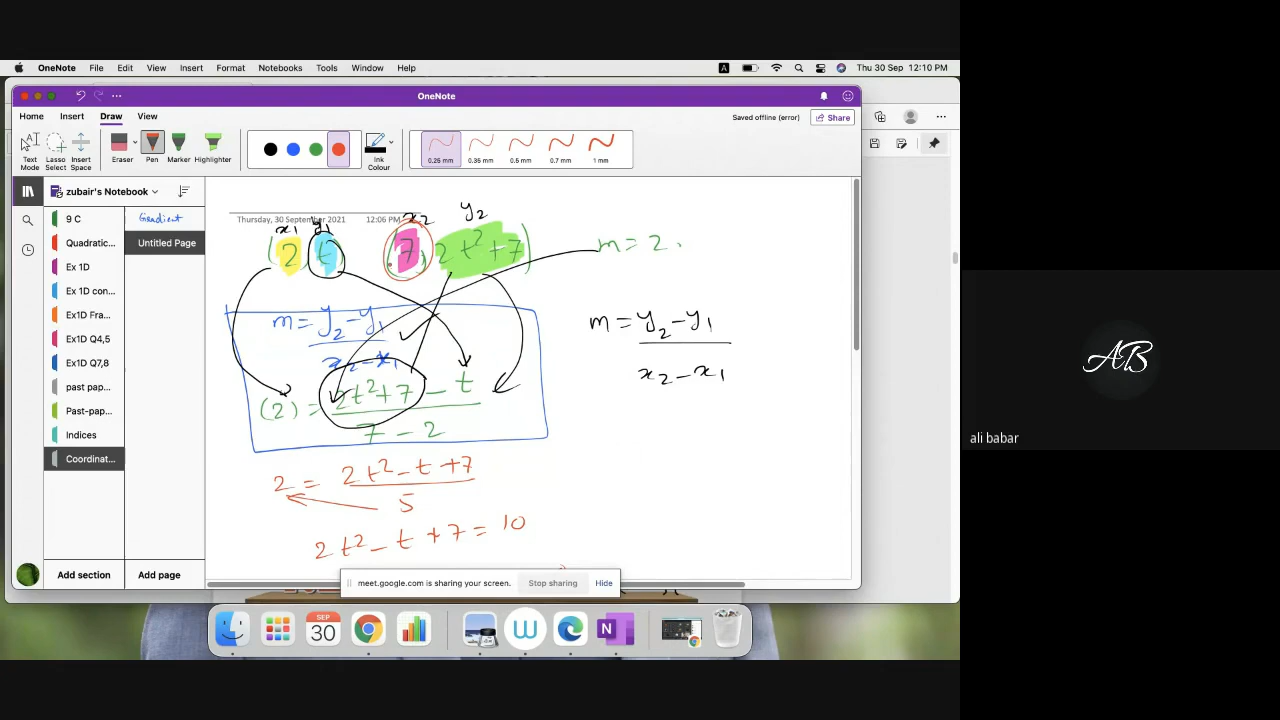 OneNote File Edit View Insert Format Notebooks Tools Window Help A Thu 30 Sep 12:10 PM
OneNote
Home Insert Draw View Saved offline (error) Share
Text Mode Lasso Select Insert Space Eraser Pen Marker Highlighter Ink Colour 0.25 mm 0.35 mm 0.5 mm 0.7 mm 1 mm
zubair's Notebook
9 C
Quadratic...
Ex 1D
Ex 1D con...
Ex1D Fra...
Ex1D Q4,5
Ex1D Q7,8
past pap...
Past-pap...
Indices
Coordinat...
Gradient
Untitled Page
Add section Add page
Thursday, 30 September 2021 12:06 PM
x₁ y₁ x₂ y₂
(2, t) (7, 2t²+7) m = 2.
m = y₂-y₁
x₂-x₁
m = y₂-y₁
x₂-x₁
(2) = 2t²+7 - t
7 - 2
2 = 2t² - t + 7
5
2t² - t + 7 = 10
meet.google.com is sharing your screen. Stop sharing Hide
SEP
30
AB
ali babar